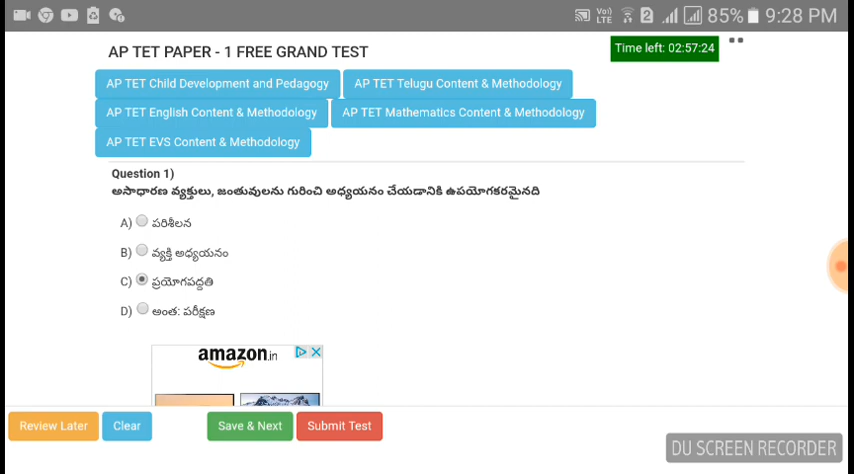 Vo)) LTE 2 85% 9:28 PM
AP TET PAPER - 1 FREE GRAND TEST
Time left: 02:57:24
AP TET Child Development and Pedagogy
AP TET Telugu Content & Methodology
AP TET English Content & Methodology
AP TET Mathematics Content & Methodology
AP TET EVS Content & Methodology
Question 1)
అసాధారణ వ్యక్తులు, జంతువులను గురించి అధ్యయనం చేయడానికి ఉపయోగకరమైనది
A) పరిశీలన
B) వ్యక్తి అధ్యయనం
C) ప్రయోగపద్ధతి
D) అంత: పరీక్షణ
amazon.in
Review Later
Clear
Save & Next
Submit Test
DU SCREEN RECORDER